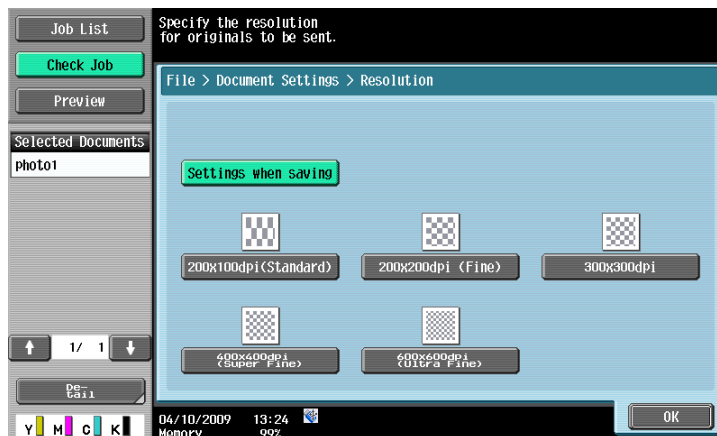 Job List
Check Job
Preview
Selected Documents
photo1
1/ 1
De-
tail
Y M C K
Specify the resolution
for originals to be sent.
File > Document Settings > Resolution
Settings when saving
200x100dpi(Standard)
200x200dpi (Fine)
300x300dpi
400x400dpi
(Super Fine)
600x600dpi
(Ultra Fine)
OK
04/10/2009 13:24
Memory 99%